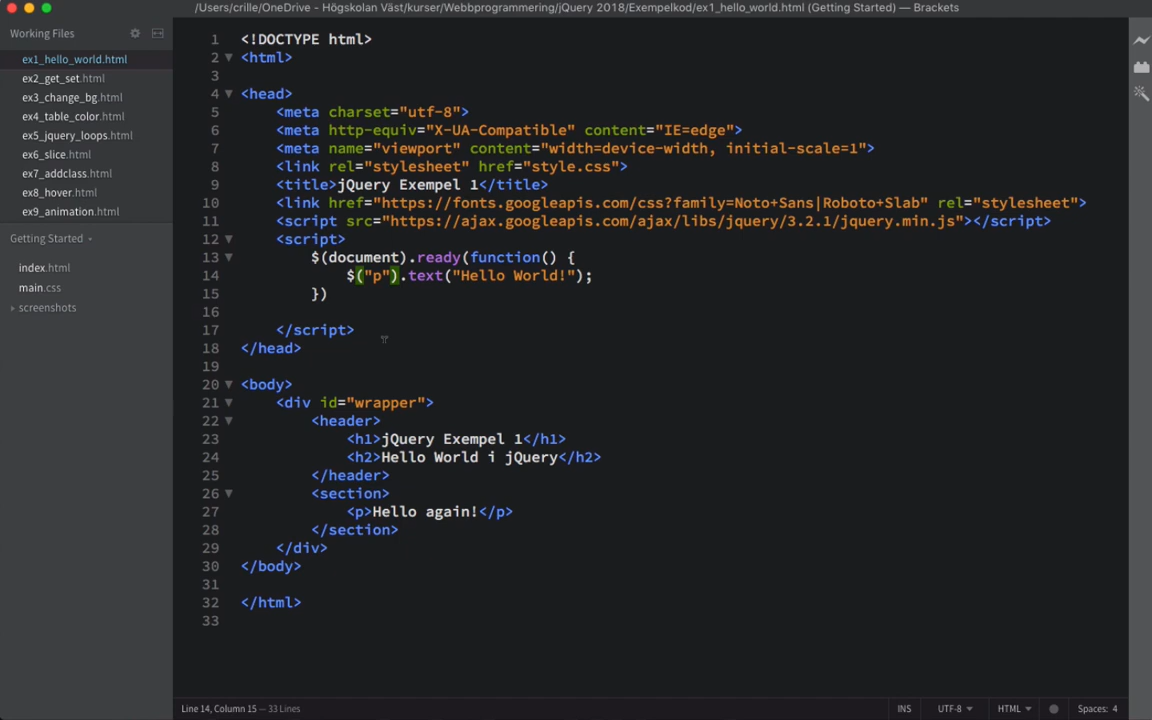 /Users/crille/OneDrive - Högskolan Väst/kurser/Webbprogrammering/jQuery 2018/Exempelkod/ex1_hello_world.html (Getting Started) — Brackets
Working Files
ex1_hello_world.html
ex2_get_set.html
ex3_change_bg.html
ex4_table_color.html
ex5_jquery_loops.html
ex6_slice.html
ex7_addclass.html
ex8_hover.html
ex9_animation.html
Getting Started
index.html
main.css
screenshots
1 <!DOCTYPE html>
2 <html>
3
4 <head>
5 <meta charset="utf-8">
6 <meta http-equiv="X-UA-Compatible" content="IE=edge">
7 <meta name="viewport" content="width=device-width, initial-scale=1">
8 <link rel="stylesheet" href="style.css">
9 <title>jQuery Exempel 1</title>
10 <link href="https://fonts.googleapis.com/css?family=Noto+Sans|Roboto+Slab" rel="stylesheet">
11 <script src="https://ajax.googleapis.com/ajax/libs/jquery/3.2.1/jquery.min.js"></script>
12 <script>
13 $(document).ready(function() {
14 $("p").text("Hello World!");
15 })
16
17 </script>
18 </head>
19
20 <body>
21 <div id="wrapper">
22 <header>
23 <h1>jQuery Exempel 1</h1>
24 <h2>Hello World i jQuery</h2>
25 </header>
26 <section>
27 <p>Hello again!</p>
28 </section>
29 </div>
30 </body>
31
32 </html>
33
Line 14, Column 15 — 33 Lines
INS UTF-8 HTML Spaces: 4